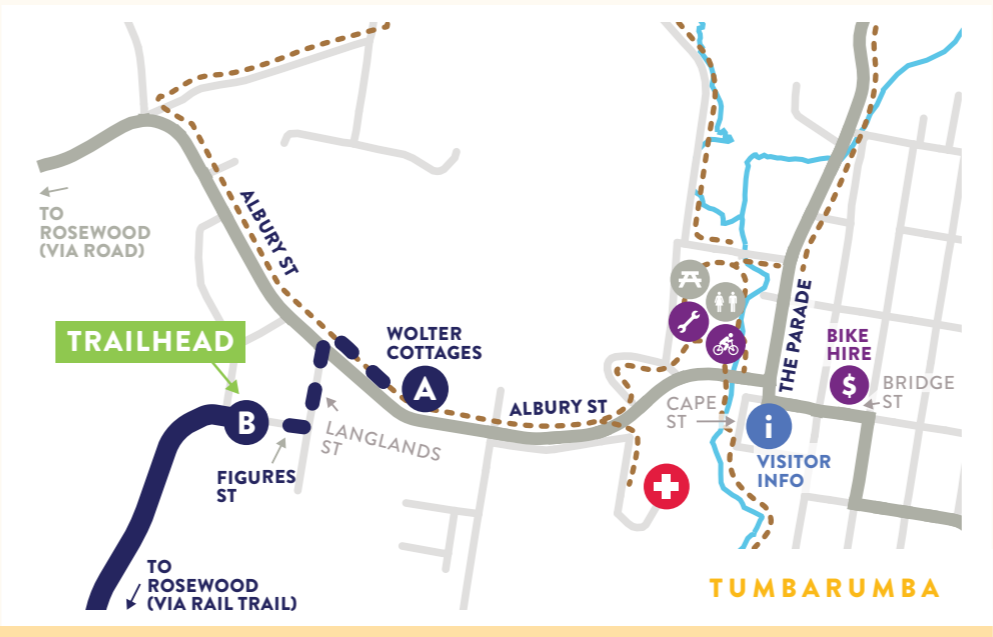 ALBURY ST
TO
ROSEWOOD
(VIA ROAD)
TRAILHEAD
WOLTER
COTTAGES
A
B
ALBURY ST
LANGLANDS
ST
FIGURES
ST
THE PARADE
BIKE
HIRE
$
BRIDGE
ST
CAPE
ST
i
VISITOR
INFO
TO
ROSEWOOD
(VIA RAIL TRAIL)
TUMBARUMBA